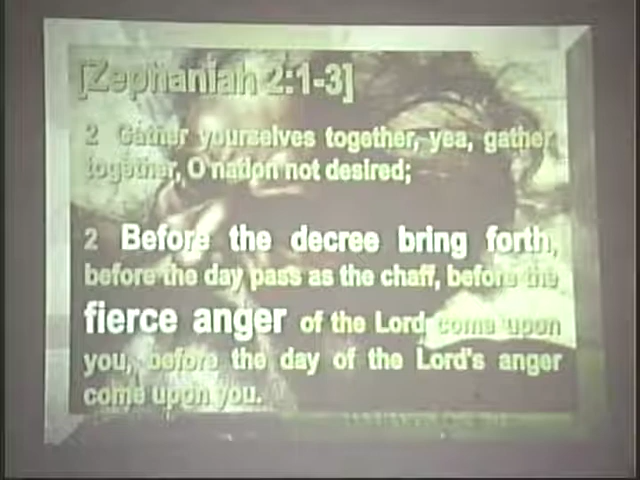 [Zephaniah 2:1-3]
2 Gather yourselves together, yea, gather
together, O nation not desired;
2 Before the decree bring forth,
before the day pass as the chaff, before the
fierce anger of the Lord come upon
you, before the day of the Lord's anger
come upon you.